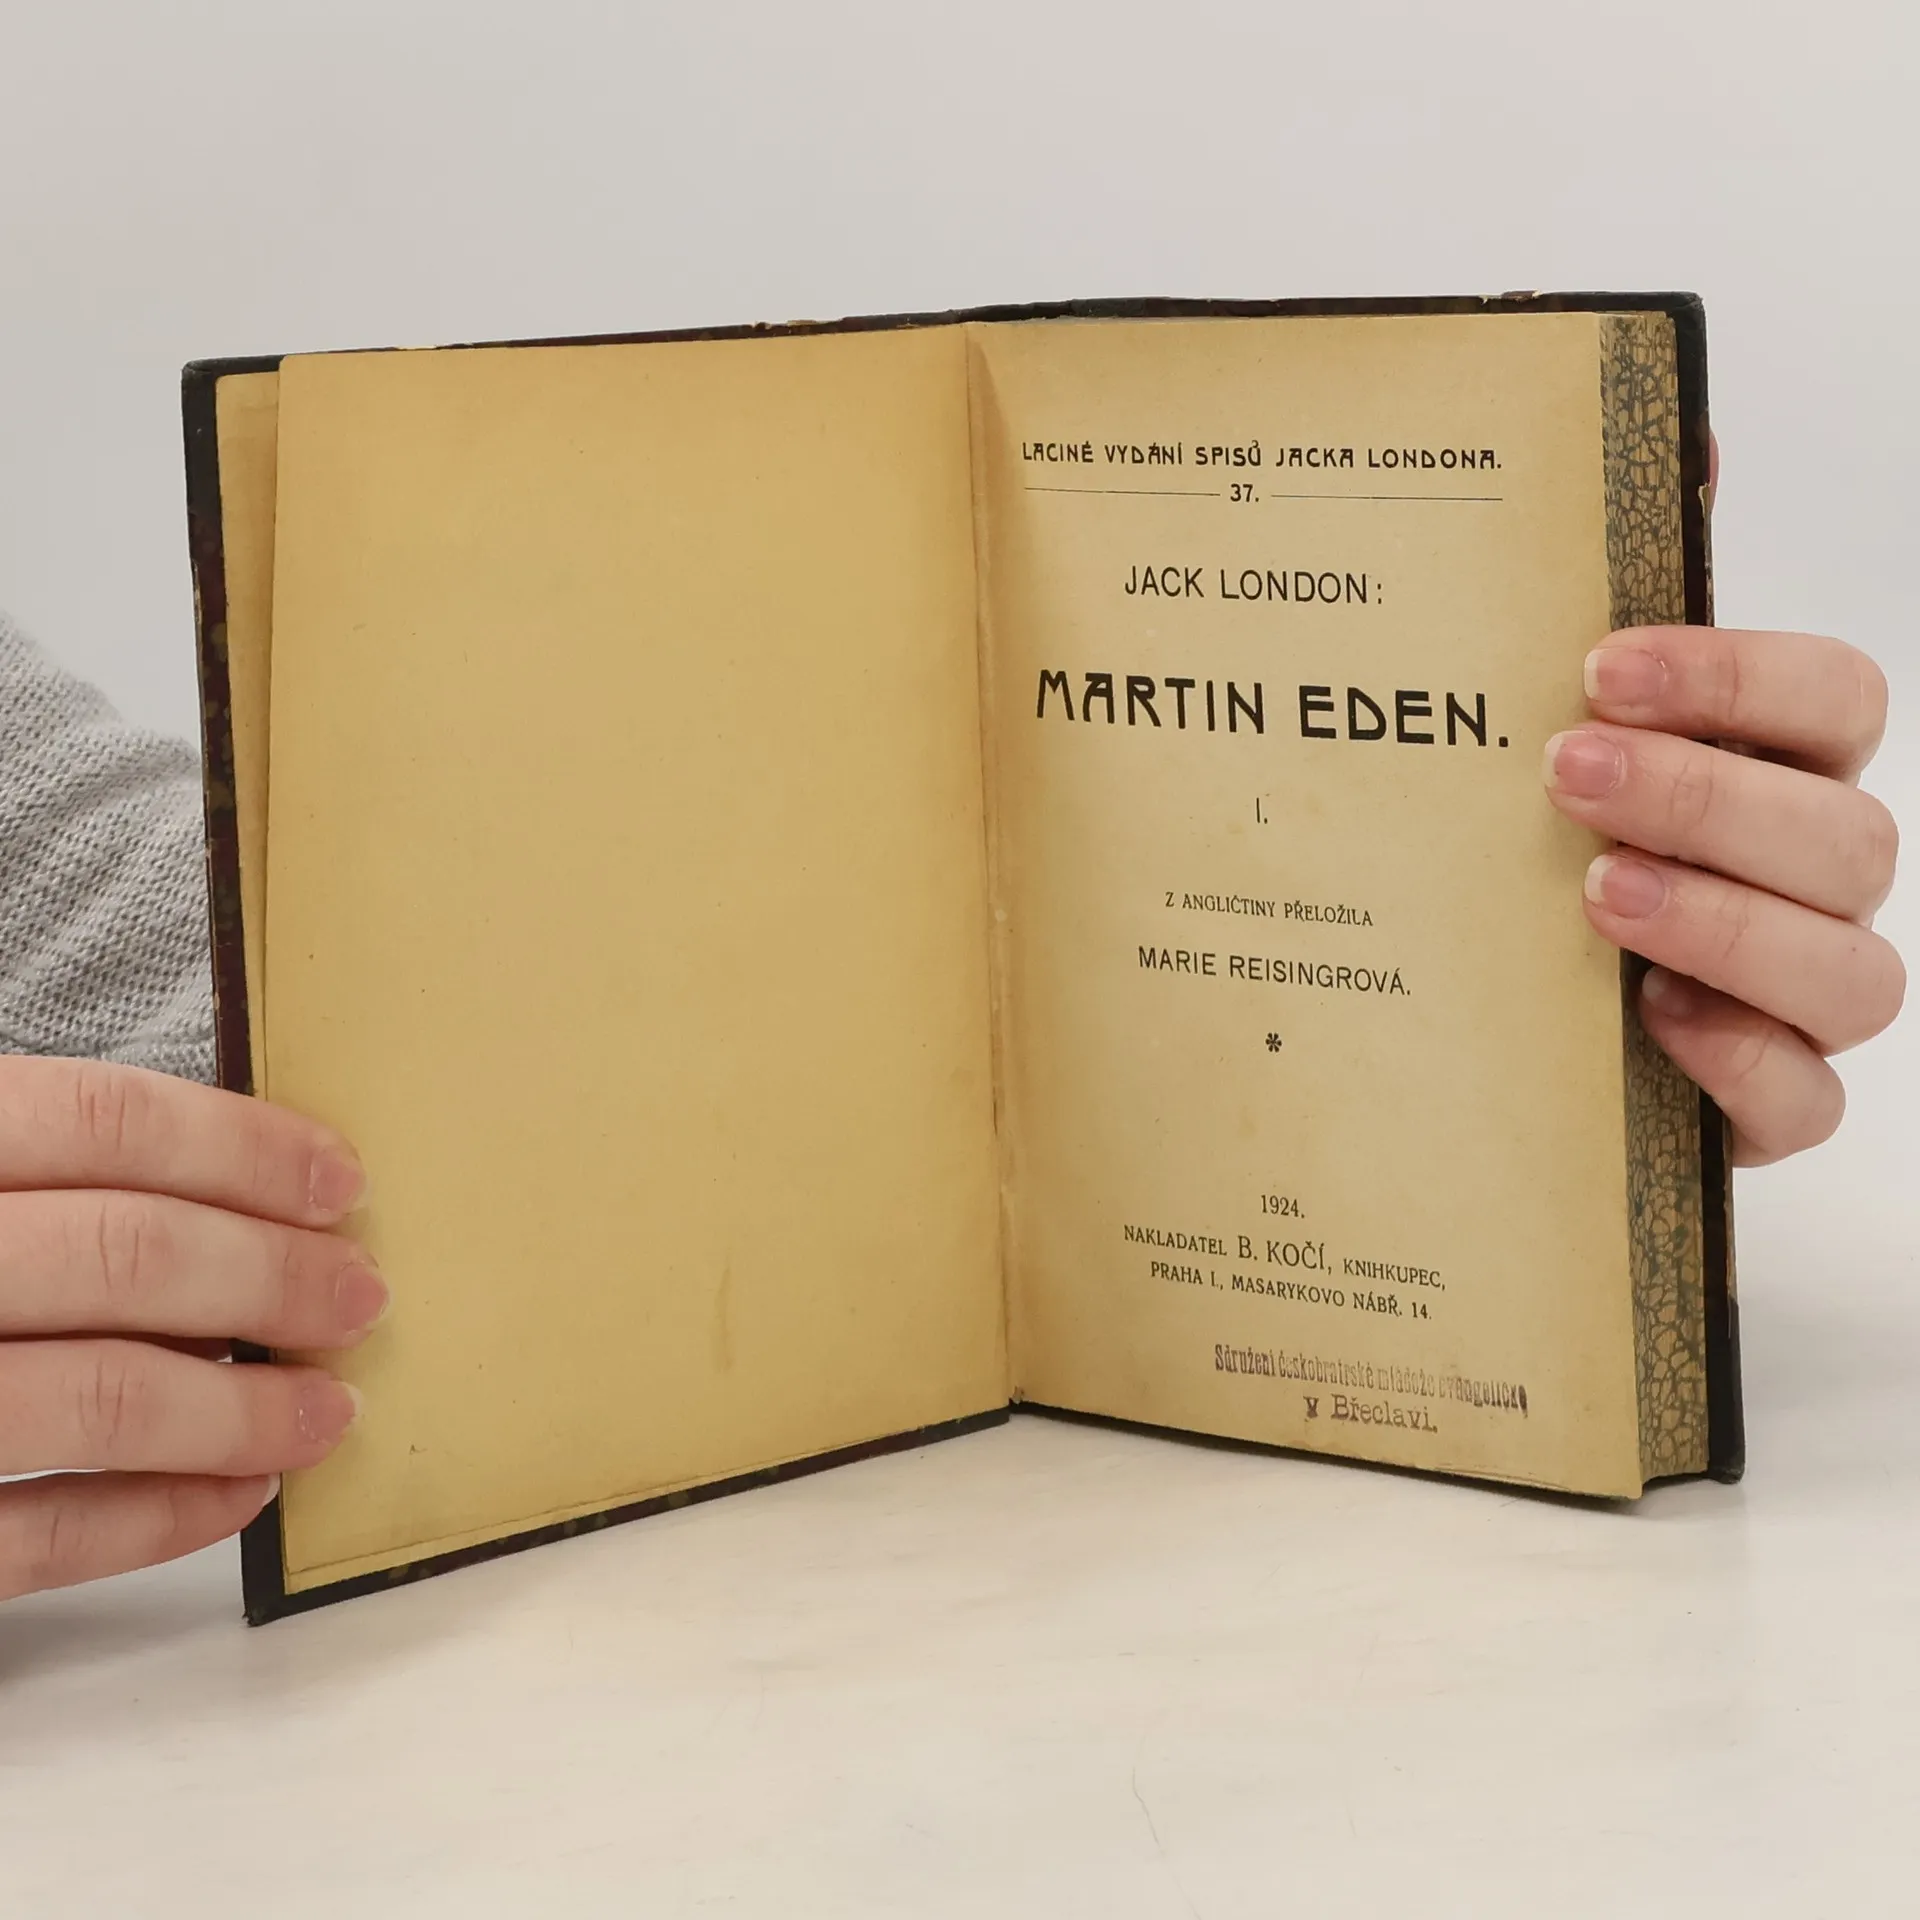 LACINÉ VYDÁNÍ SPISŮ JACKA LONDONA.
37.
JACK LONDON:
MARTIN EDEN.
I.
Z ANGLIČTINY PŘELOŽILA
MARIE REISINGROVÁ.
*
1924.
NAKLADATEL B. KOČÍ, KNIHKUPEC,
PRAHA I., MASARYKOVO NÁBŘ. 14.
Sdružení českobratrské mládeže evangelické
v Břeclavi.